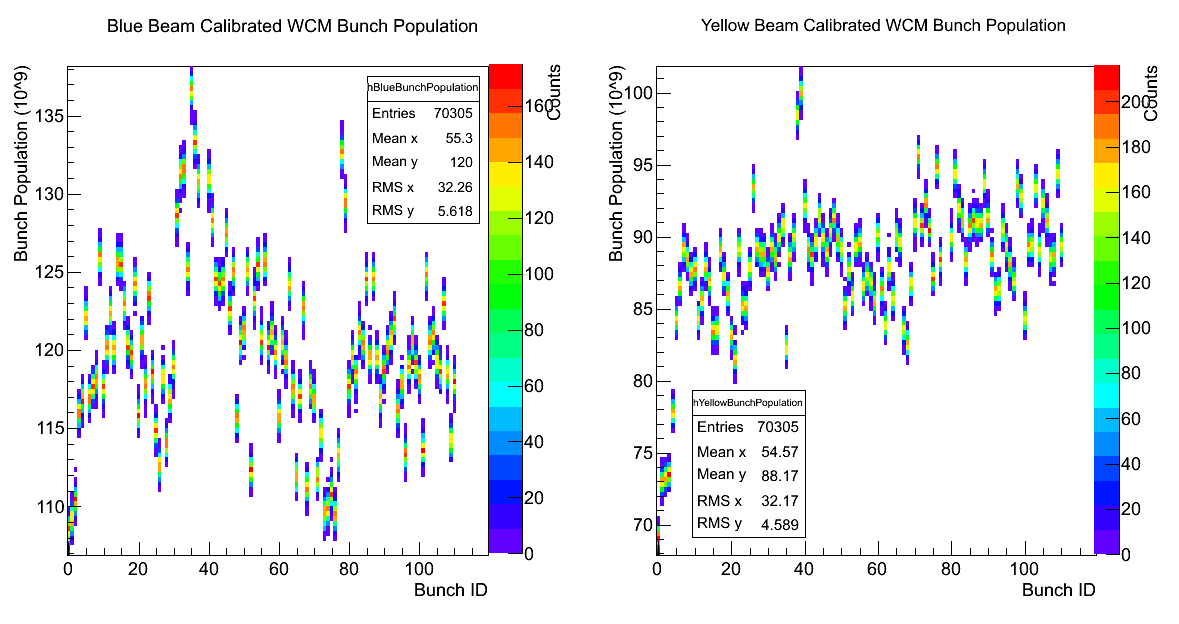 Blue Beam Calibrated WCM Bunch Population
Bunch Population (10^9)
135
130
125
120
115
110
0 20 40 60 80 100
Bunch ID
hBlueBunchPopulation
Entries 70305
Mean x 55.3
Mean y 120
RMS x 32.26
RMS y 5.618
Counts
160
140
120
100
80
60
40
20
0
Yellow Beam Calibrated WCM Bunch Population
Bunch Population (10^9)
100
95
90
85
80
75
70
0 20 40 60 80 100
Bunch ID
hYellowBunchPopulation
Entries 70305
Mean x 54.57
Mean y 88.17
RMS x 32.17
RMS y 4.589
Counts
200
180
160
140
120
100
80
60
40
20
0